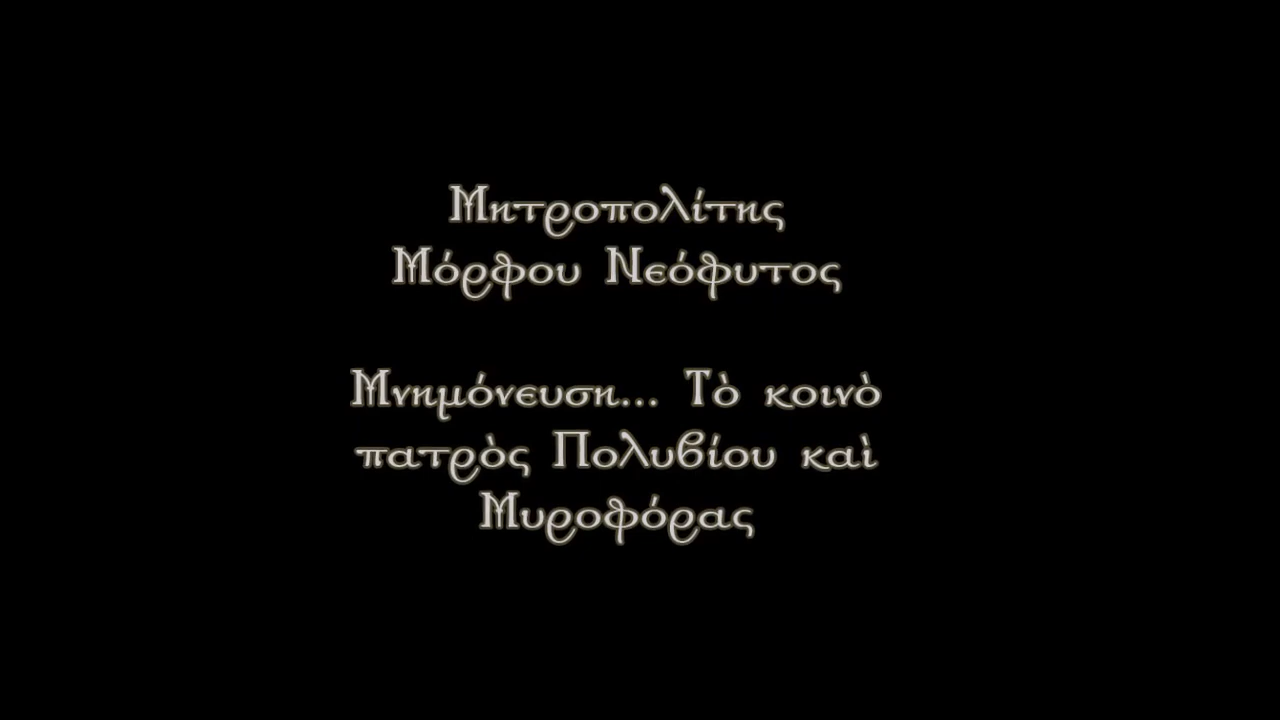 Μητροπολίτης
Μόρφου Νεόφυτος
Μνημόνευση... Τὸ κοινὸ
πατρὸς Πολυβίου καὶ
Μυροφόρας